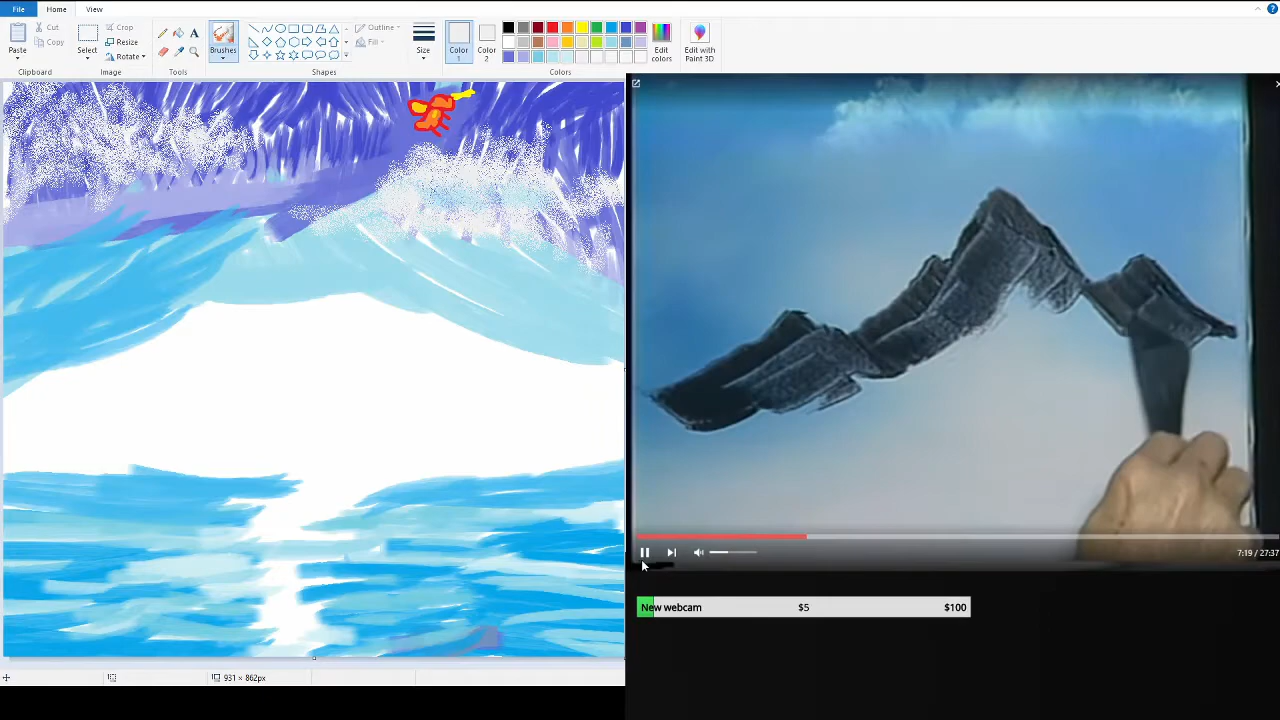 File Home View
Paste
Cut
Copy
Clipboard
Select
Crop
Resize
Rotate
Image
A
Tools
Brushes
Outline
Fill
Shapes
Size
Color
1
Color
2
Edit
colors
Colors
Edit with
Paint 3D
7:19 / 27:37
New webcam $5 $100
931 × 862px